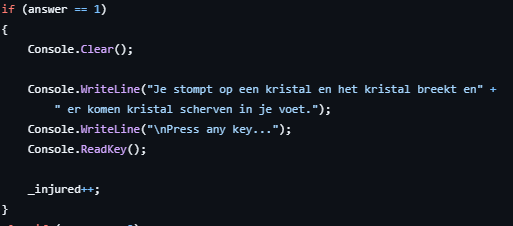 if (answer == 1)
{
    Console.Clear();

    Console.WriteLine("Je stompt op een kristal en het kristal breekt en" +
        " er komen kristal scherven in je voet.");
    Console.WriteLine("\nPress any key...");
    Console.ReadKey();

    _injured++;
}